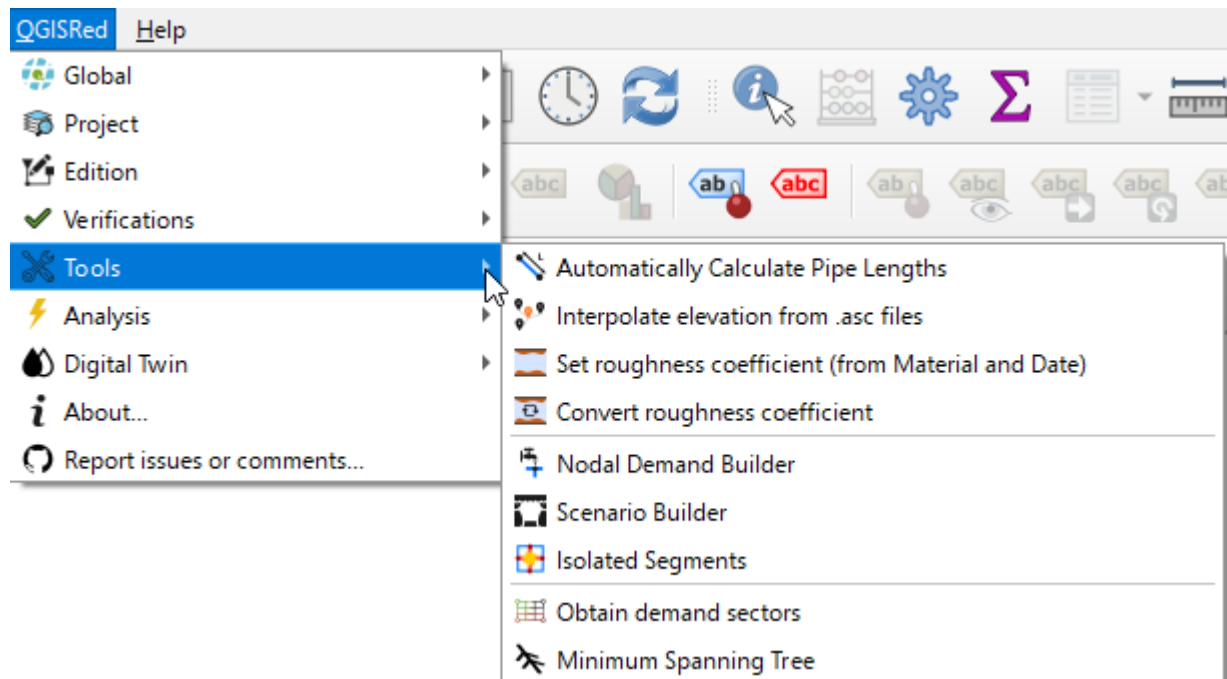 QGISRed Help
Global
Project
Edition
Verifications
Tools
Analysis
Digital Twin
About...
Report issues or comments...
abc ab abc ab abc abc abc ab
Automatically Calculate Pipe Lengths
Interpolate elevation from .asc files
Set roughness coefficient (from Material and Date)
Convert roughness coefficient
Nodal Demand Builder
Scenario Builder
Isolated Segments
Obtain demand sectors
Minimum Spanning Tree